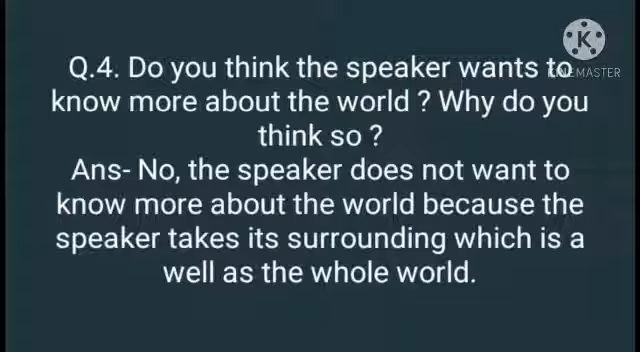 K
KINEMASTER
Q.4. Do you think the speaker wants to
know more about the world ? Why do you
think so ?
Ans- No, the speaker does not want to
know more about the world because the
speaker takes its surrounding which is a
well as the whole world.